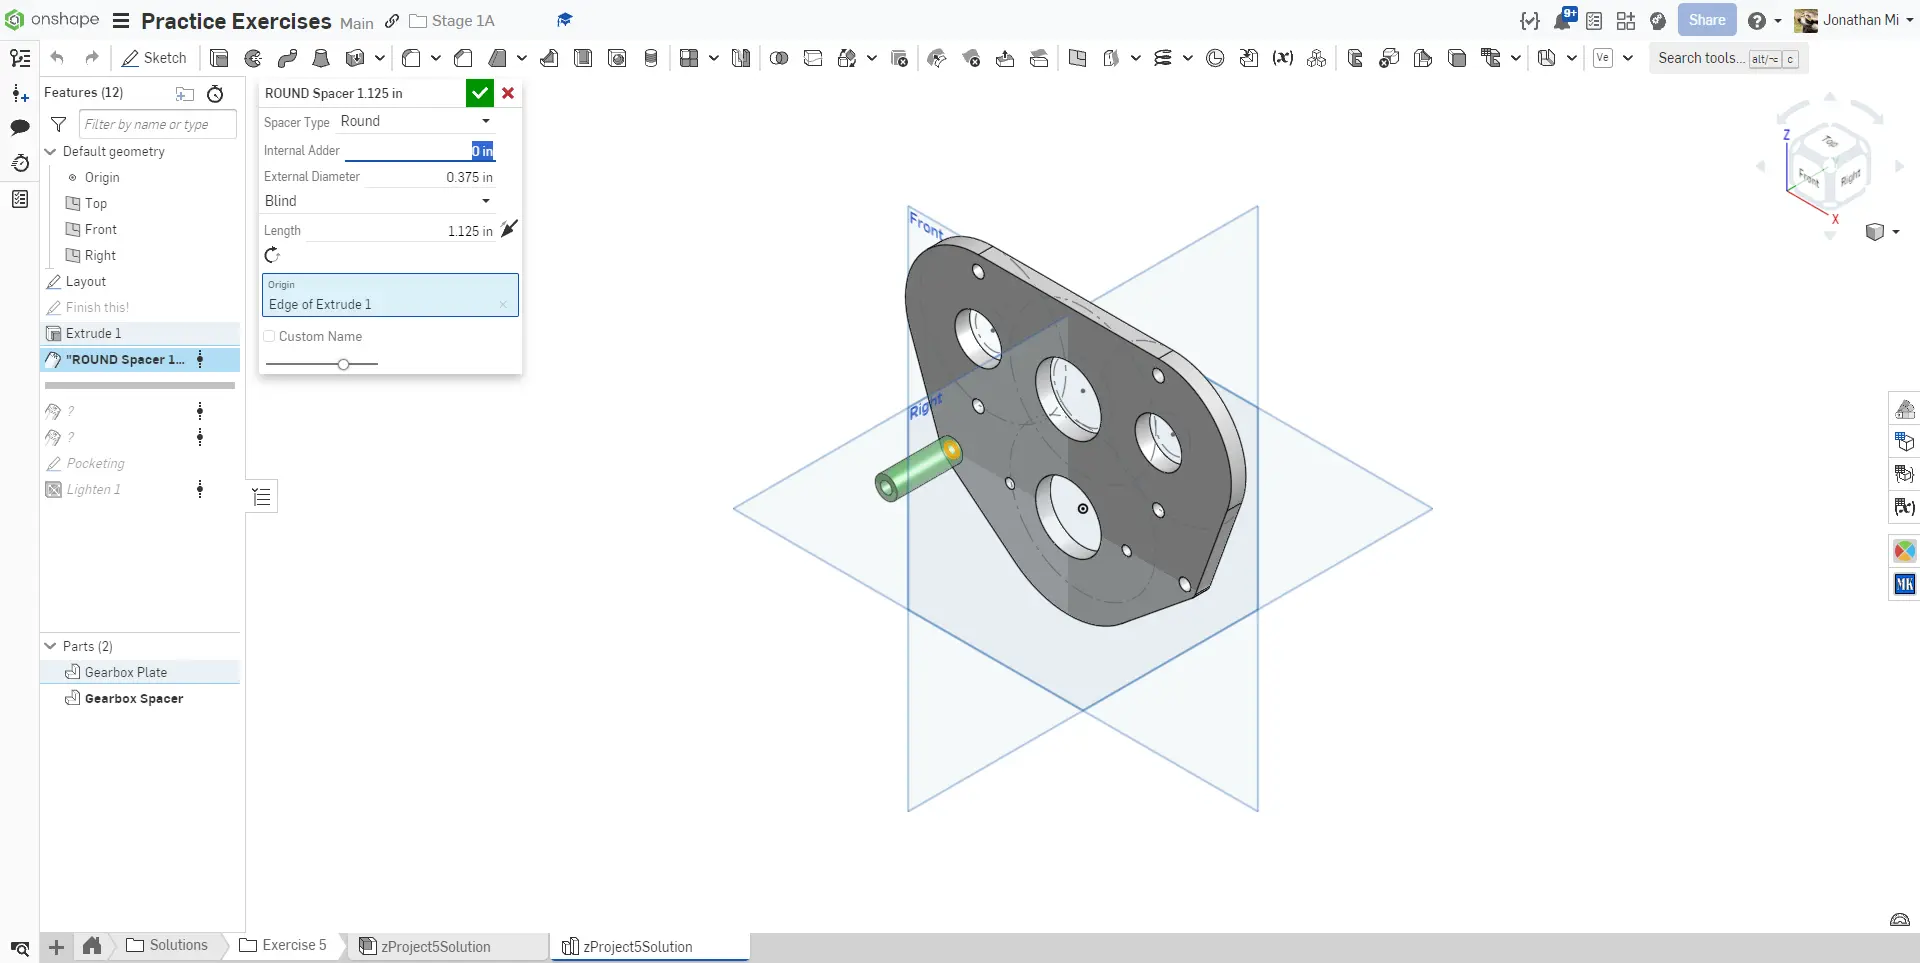 onshape Practice Exercises Main Stage 1A 9+ Share Jonathan Mi
Sketch Ve Search tools... alt/⌥ c
Features (12)
Filter by name or type
Default geometry
Origin
Top
Front
Right
Layout
Finish this!
Extrude 1
"ROUND Spacer 1...
?
?
Pocketing
Lighten 1
Parts (2)
Gearbox Plate
Gearbox Spacer
ROUND Spacer 1.125 in
Spacer Type Round
Internal Adder 0 in
External Diameter 0.375 in
Blind
Length 1.125 in
Origin
Edge of Extrude 1
Custom Name
Front
Right
Z
Top
Front
Right
X
MK
Solutions Exercise 5 zProject5Solution zProject5Solution